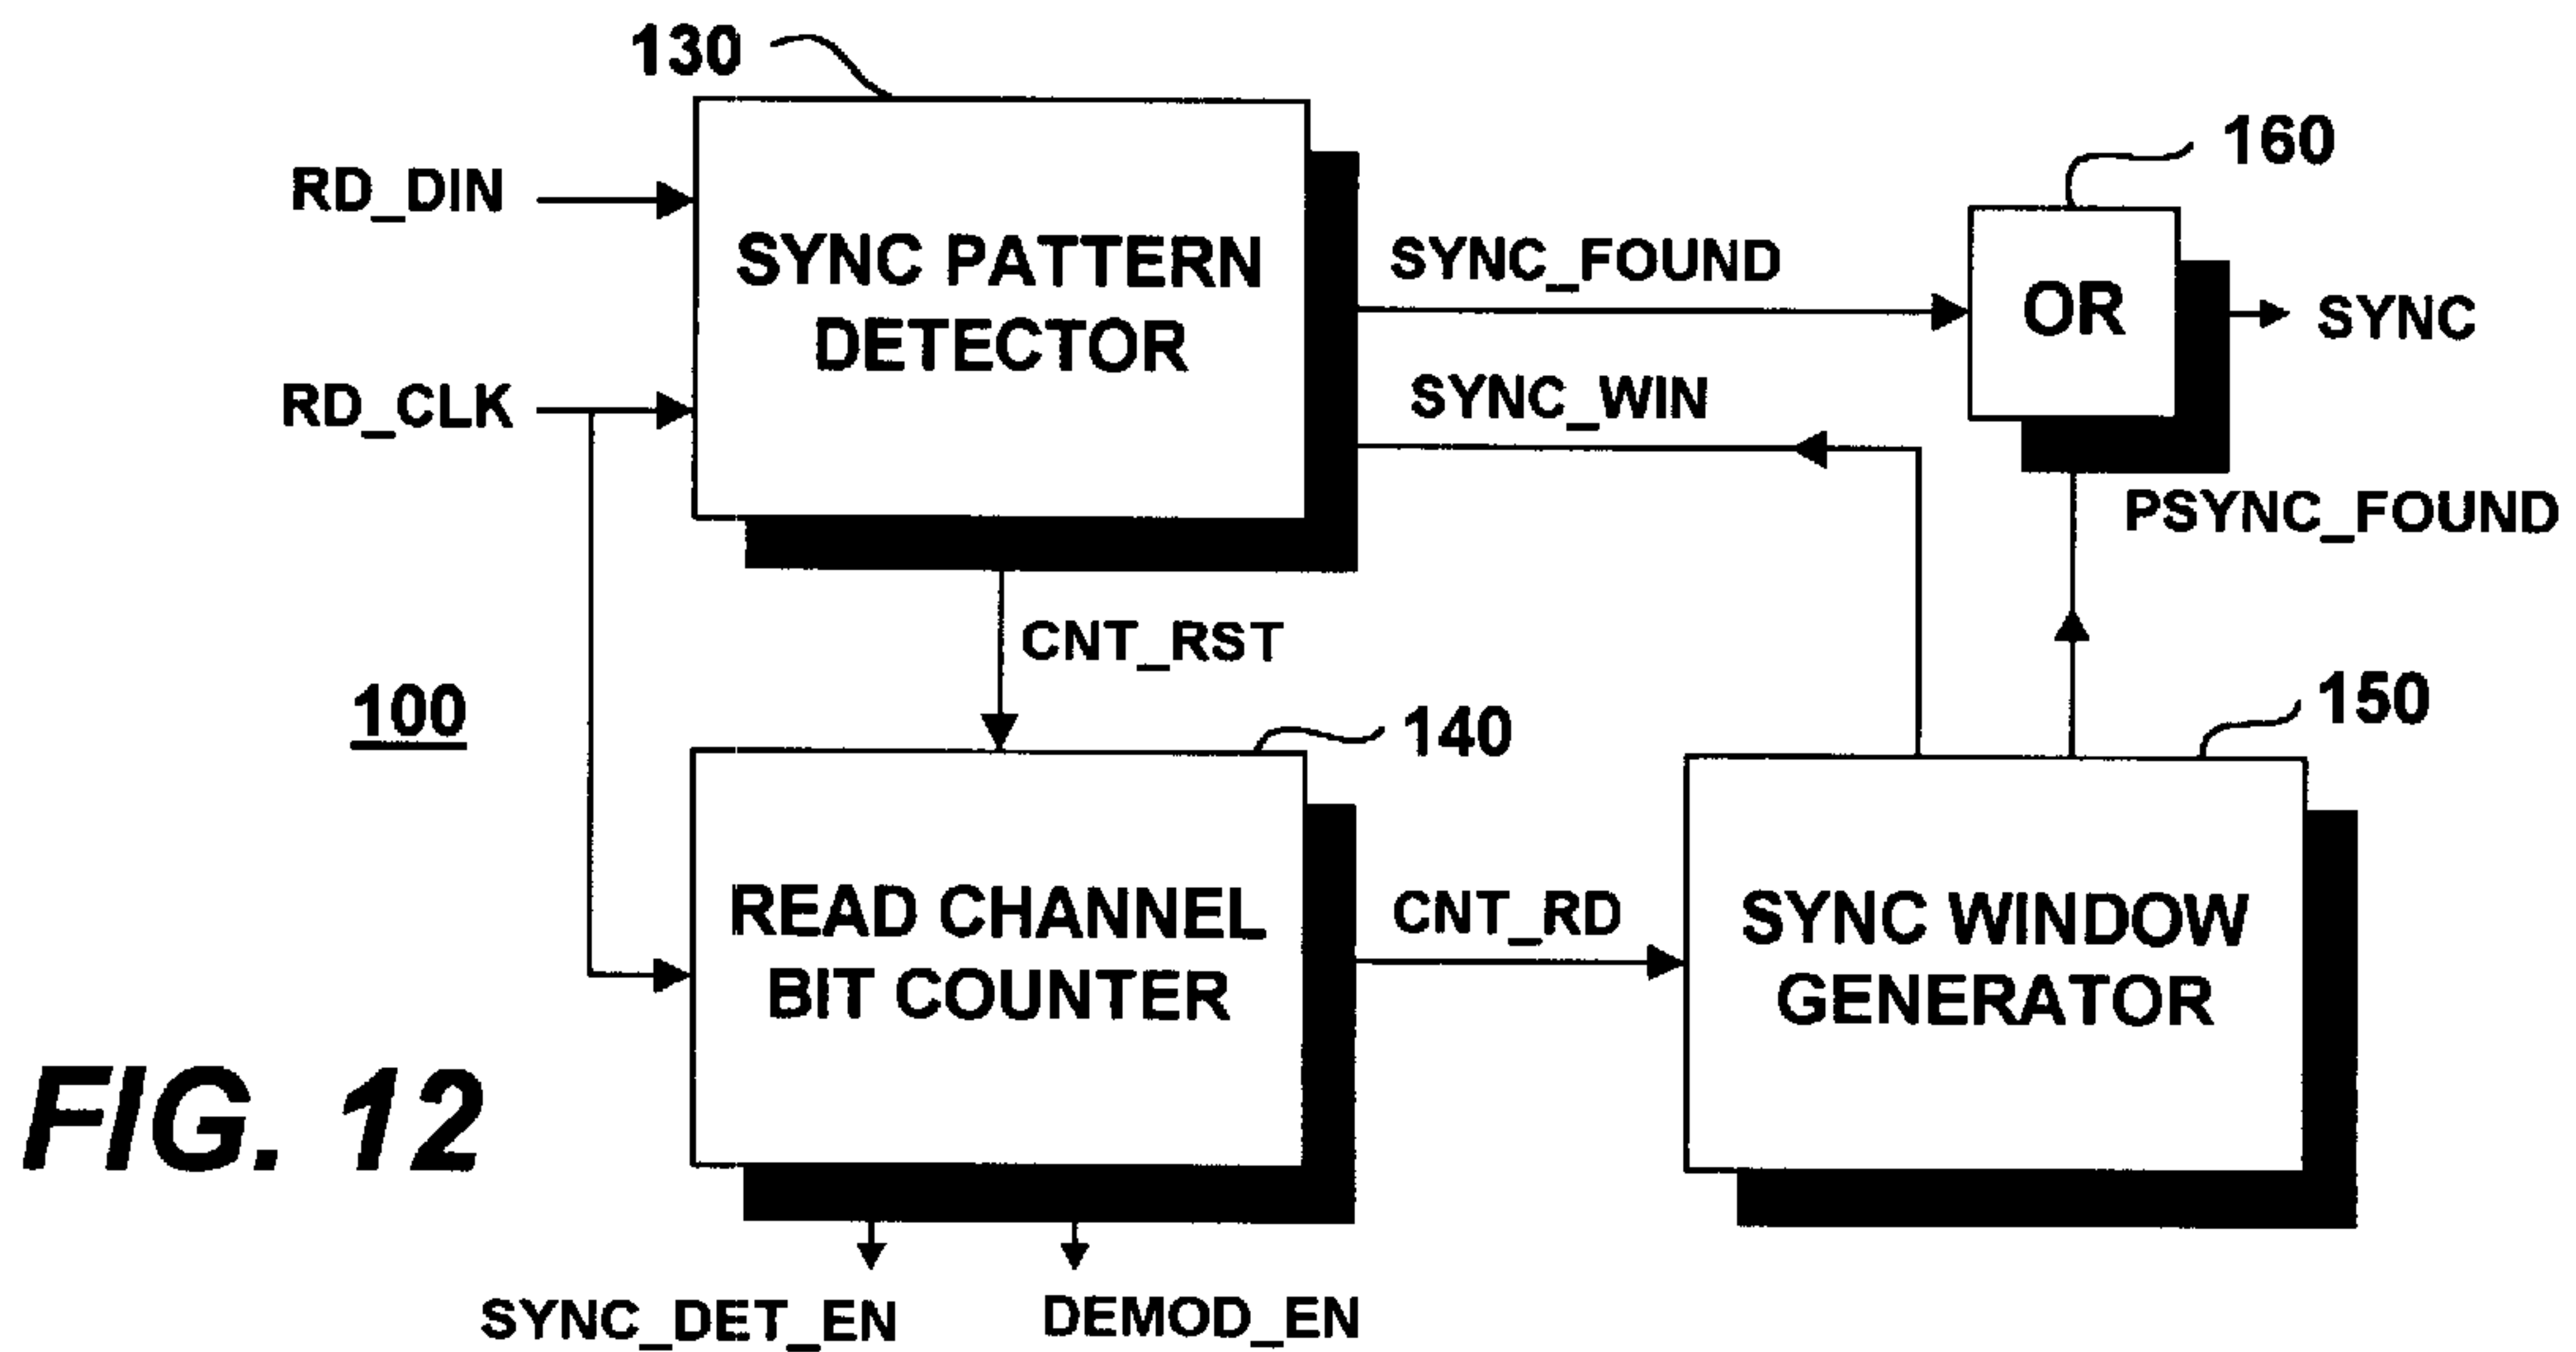 130
160
RD_DIN
SYNC PATTERN
DETECTOR
SYNC_FOUND
OR
SYNC
RD_CLK
SYNC_WIN
PSYNC_FOUND
CNT_RST
100
140
150
READ CHANNEL
BIT COUNTER
CNT_RD
SYNC WINDOW
GENERATOR
FIG. 12
SYNC_DET_EN
DEMOD_EN